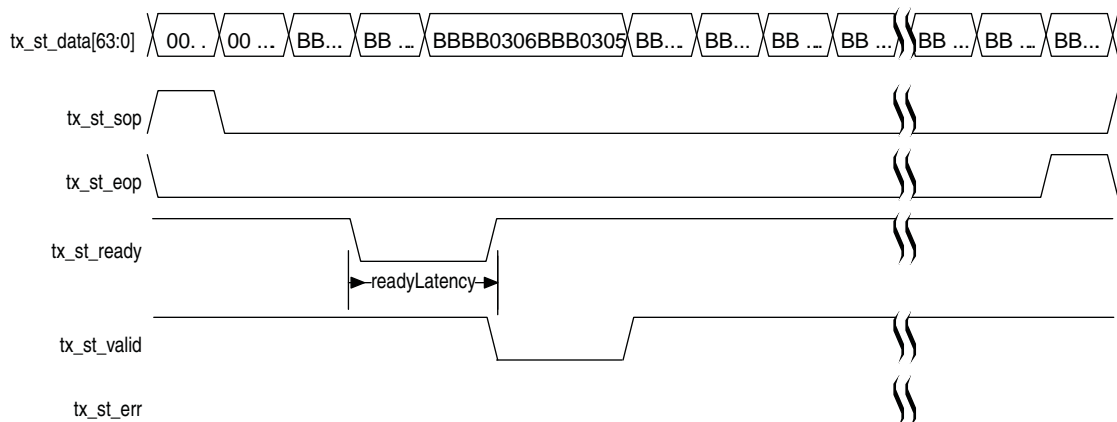 tx_st_data[63:0] 00. . 00 ... BB... BB ... BBBB0306BBB0305 BB... BB... BB ... BB ... BB ... BB ... BB...
tx_st_sop
tx_st_eop
tx_st_ready
readyLatency
tx_st_valid
tx_st_err